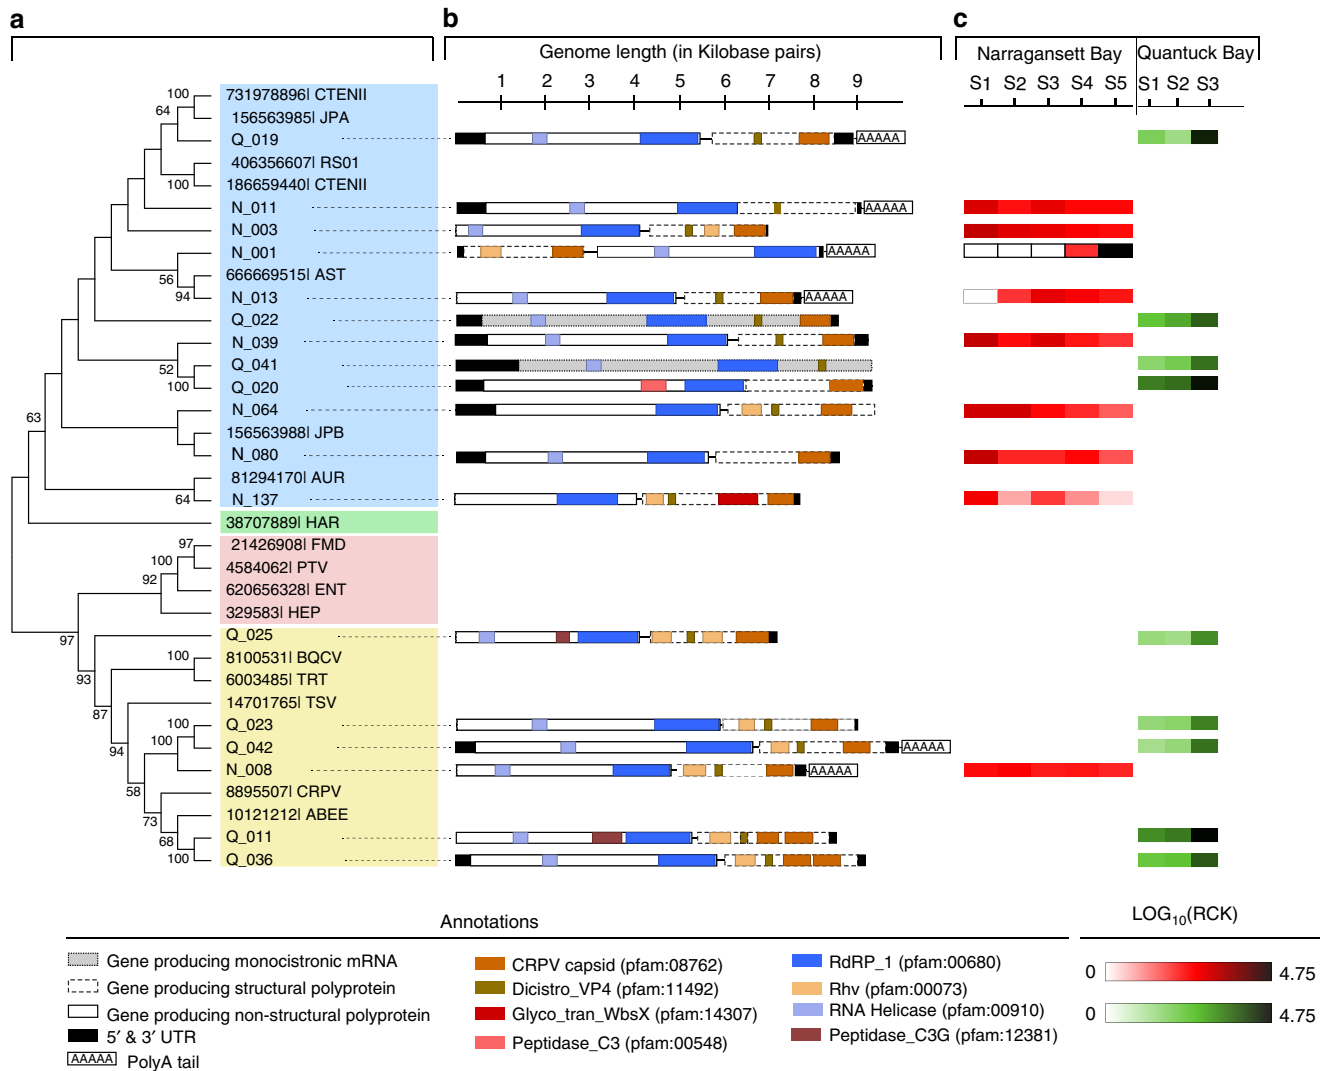 a
b
c
Genome length (in Kilobase pairs)
Narragansett Bay
Quantuck Bay
1 2 3 4 5 6 7 8 9
S1 S2 S3 S4 S5
S1 S2 S3
100 731978896| CTENII
64
156563985| JPA
Q_019 AAAAA
406356607| RS01
100 186659440| CTENII
N_011 AAAAA
N_003
N_001 AAAAA
56 666669515| AST
94 N_013 AAAAA
Q_022
N_039
52 Q_041
100 Q_020
63 N_064
156563988| JPB
N_080
81294170| AUR
64 N_137
38707889| HAR
97 21426908| FMD
100 4584062| PTV
92 620656328| ENT
329583| HEP
97 Q_025
100 8100531| BQCV
93 6003485| TRT
87 14701765| TSV
100 Q_023
94 100 Q_042 AAAAA
N_008 AAAAA
58 8895507| CRPV
73 10121212| ABEE
68 Q_011
100 Q_036
Annotations
LOG10(RCK)
Gene producing monocistronic mRNA
Gene producing structural polyprotein
Gene producing non-structural polyprotein
5′ & 3′ UTR
AAAAA PolyA tail
CRPV capsid (pfam:08762)
Dicistro_VP4 (pfam:11492)
Glyco_tran_WbsX (pfam:14307)
Peptidase_C3 (pfam:00548)
RdRP_1 (pfam:00680)
Rhv (pfam:00073)
RNA Helicase (pfam:00910)
Peptidase_C3G (pfam:12381)
0 4.75
0 4.75